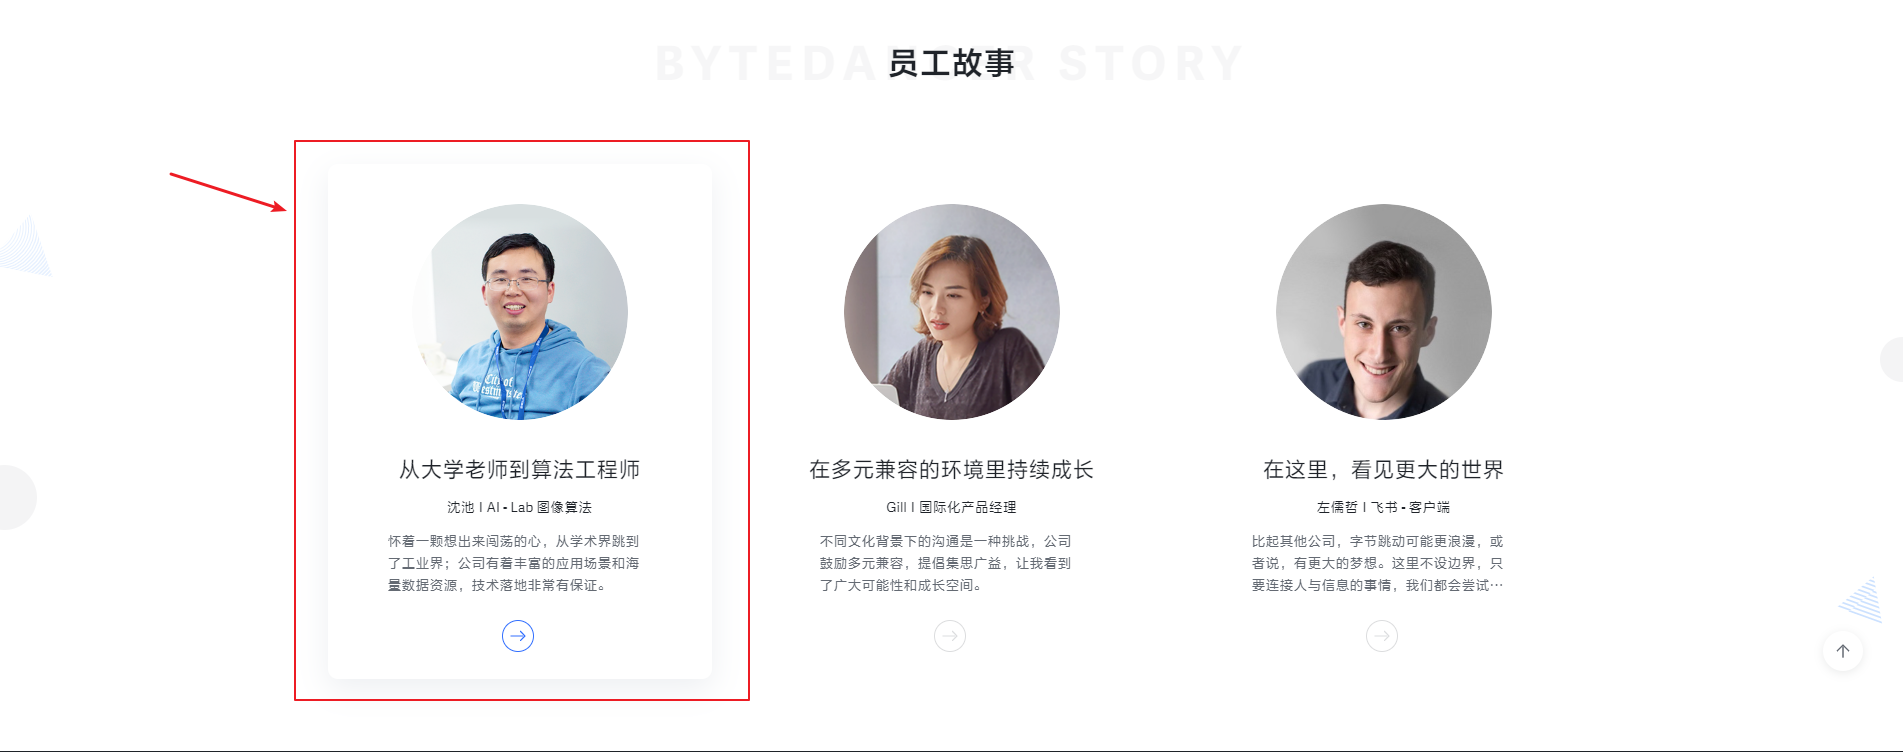 BYTEDANCER STORY
员工故事
从大学老师到算法工程师
沈池 | AI - Lab 图像算法
怀着一颗想出来闯荡的心，从学术界跳到
了工业界；公司有着丰富的应用场景和海
量数据资源，技术落地非常有保证。
City of
Westminster
在多元兼容的环境里持续成长
Gill | 国际化产品经理
不同文化背景下的沟通是一种挑战，公司
鼓励多元兼容，提倡集思广益，让我看到
了广大可能性和成长空间。
在这里，看见更大的世界
左儒哲 | 飞书 - 客户端
比起其他公司，字节跳动可能更浪漫，或
者说，有更大的梦想。这里不设边界，只
要连接人与信息的事情，我们都会尝试…